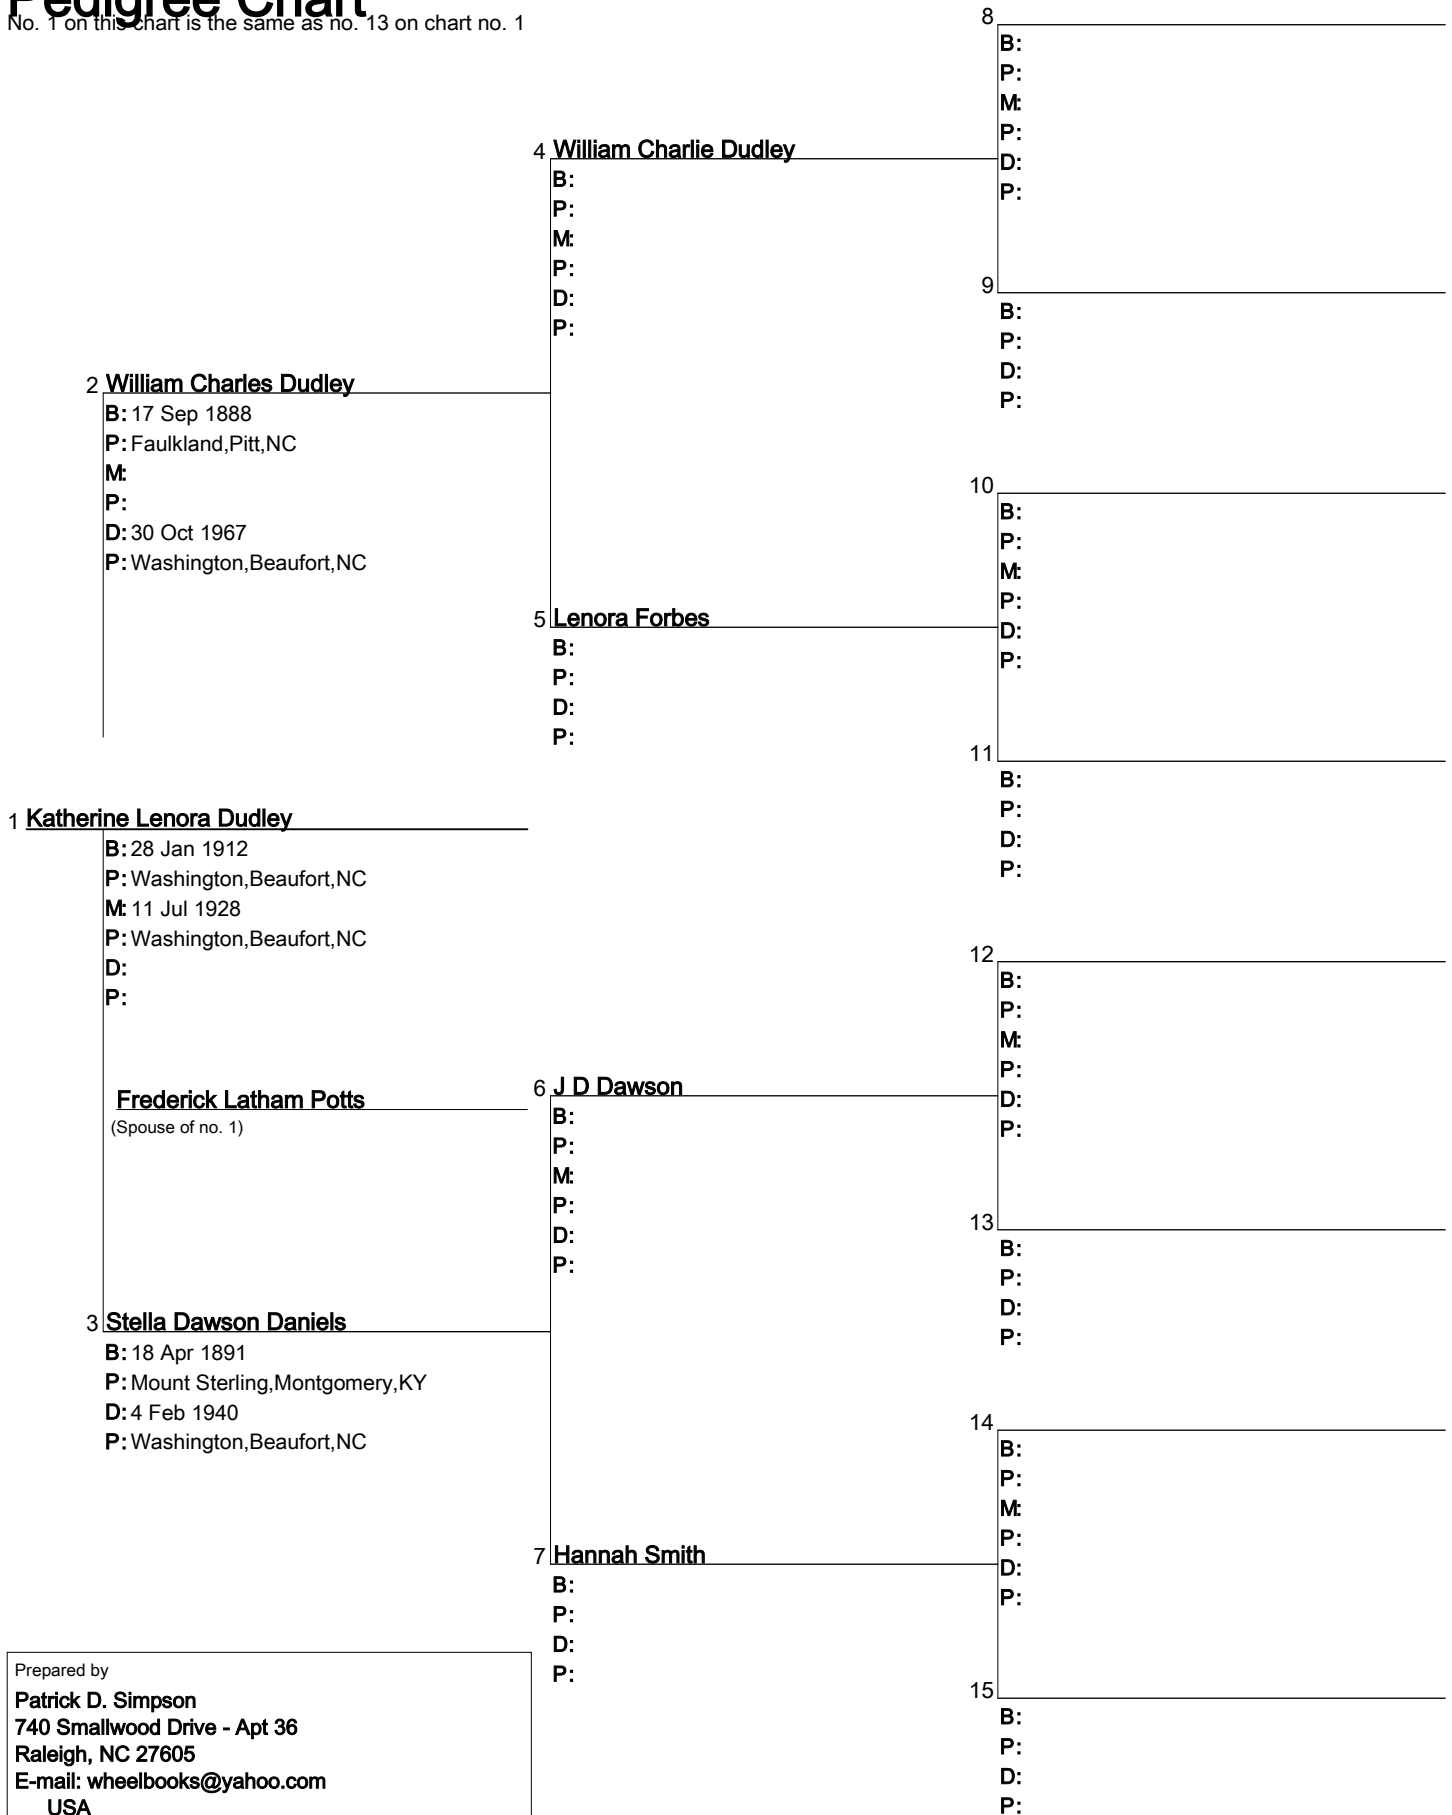 Pedigree Chart
No. 1 on this chart is the same as no. 13 on chart no. 1
8
B:
P:
M:
P:
D:
P:
4 William Charlie Dudley
B:
P:
M:
P:
D:
P:
9
B:
P:
D:
P:
2 William Charles Dudley
B: 17 Sep 1888
P: Faulkland,Pitt,NC
M:
P:
D: 30 Oct 1967
P: Washington,Beaufort,NC
10
B:
P:
M:
P:
D:
P:
5 Lenora Forbes
B:
P:
D:
P:
11
B:
P:
D:
P:
1 Katherine Lenora Dudley
B: 28 Jan 1912
P: Washington,Beaufort,NC
M: 11 Jul 1928
P: Washington,Beaufort,NC
D:
P:
12
B:
P:
M:
P:
D:
P:
Frederick Latham Potts
(Spouse of no. 1)
6 J D Dawson
B:
P:
M:
P:
D:
P:
13
B:
P:
D:
P:
3 Stella Dawson Daniels
B: 18 Apr 1891
P: Mount Sterling,Montgomery,KY
D: 4 Feb 1940
P: Washington,Beaufort,NC
14
B:
P:
M:
P:
D:
P:
7 Hannah Smith
B:
P:
D:
P:
15
B:
P:
D:
P:
Prepared by
Patrick D. Simpson
740 Smallwood Drive - Apt 36
Raleigh, NC 27605
E-mail: wheelbooks@yahoo.com
USA